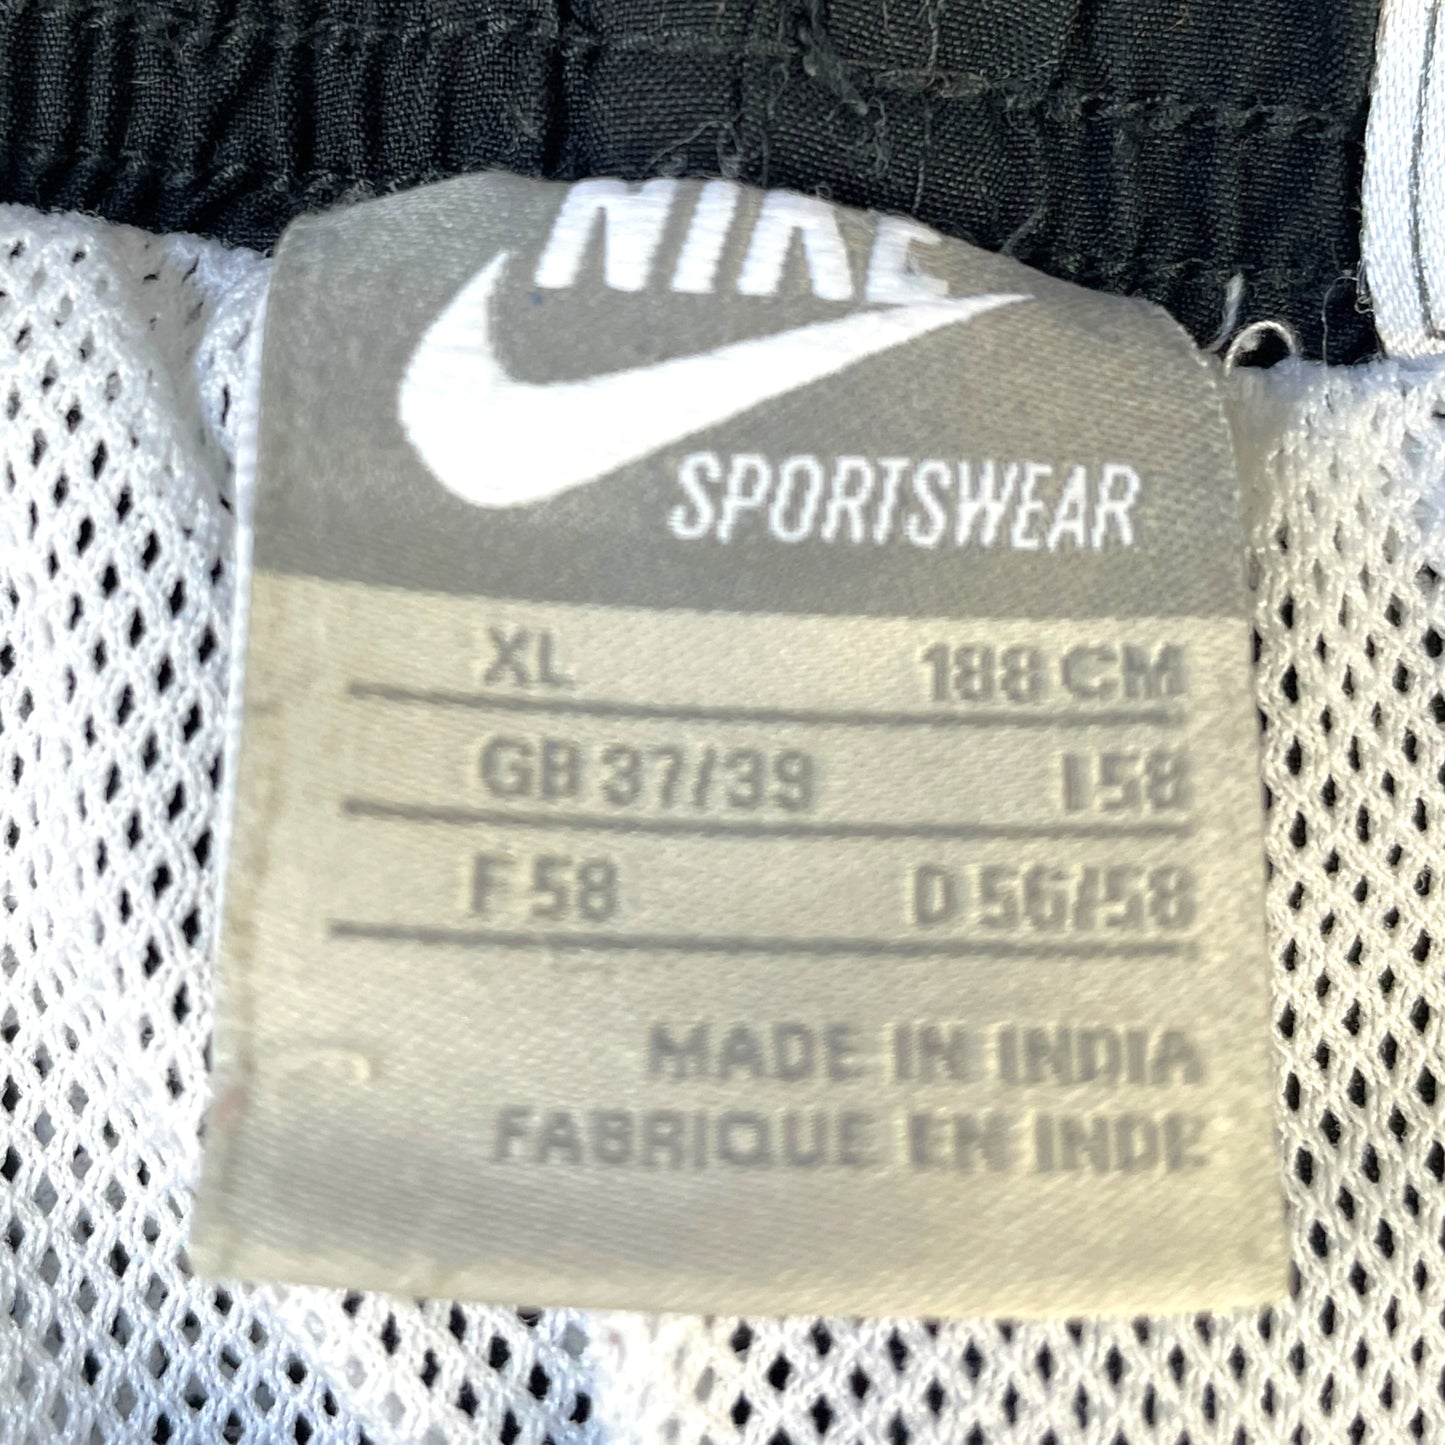 NIKE
SPORTSWEAR
XL 188 CM
GB 37/39 I 58
F 58 D 56/58
MADE IN INDIA
FABRIQUE EN INDE